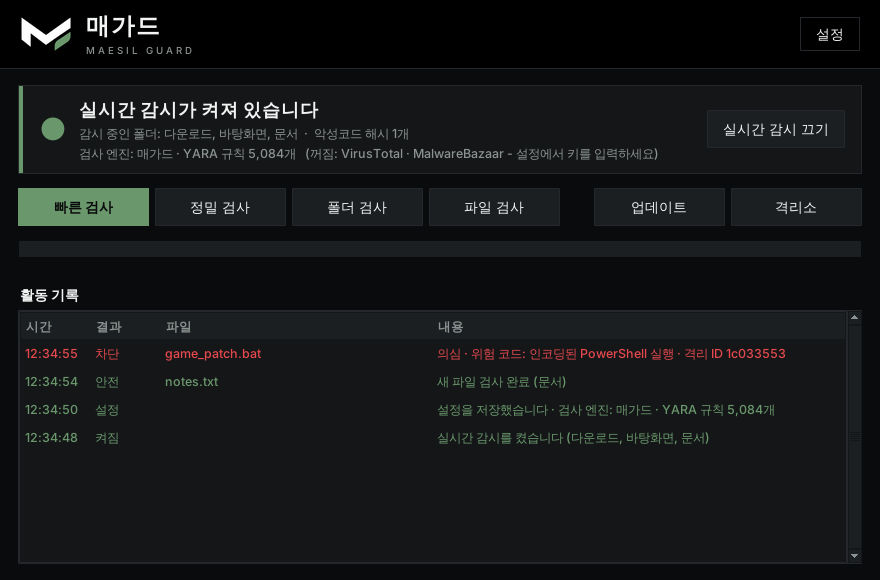 매가드
MAESIL GUARD
설정
실시간 감시가 켜져 있습니다
감시 중인 폴더: 다운로드, 바탕화면, 문서 · 악성코드 해시 1개
검사 엔진: 매가드 · YARA 규칙 5,084개 (꺼짐: VirusTotal · MalwareBazaar - 설정에서 키를 입력하세요)
실시간 감시 끄기
빠른 검사 정밀 검사 폴더 검사 파일 검사 업데이트 격리소
활동 기록
시간 결과 파일 내용
12:34:55 차단 game_patch.bat 의심 · 위험 코드: 인코딩된 PowerShell 실행 · 격리 ID 1c033553
12:34:54 안전 notes.txt 새 파일 검사 완료 (문서)
12:34:50 설정 설정을 저장했습니다 · 검사 엔진: 매가드 · YARA 규칙 5,084개
12:34:48 켜짐 실시간 감시를 켰습니다 (다운로드, 바탕화면, 문서)